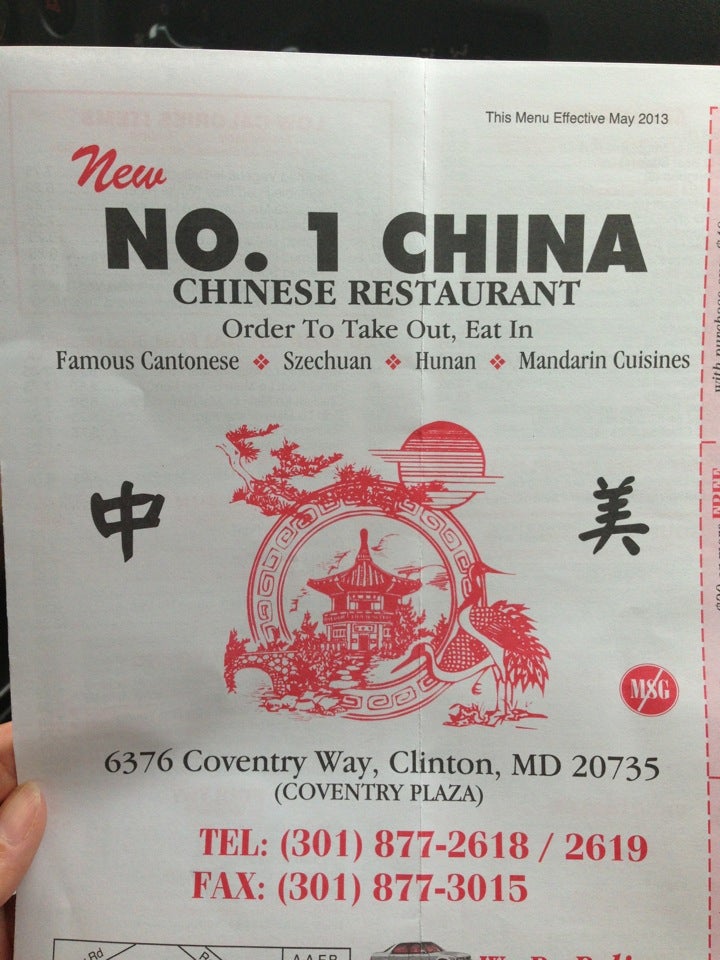 This Menu Effective May 2013
New
NO. 1 CHINA
CHINESE RESTAURANT
Order To Take Out, Eat In
Famous Cantonese ❖ Szechuan ❖ Hunan ❖ Mandarin Cuisines
中 美
MSG
6376 Coventry Way, Clinton, MD 20735
(COVENTRY PLAZA)
TEL: (301) 877-2618 / 2619
FAX: (301) 877-3015
Rd